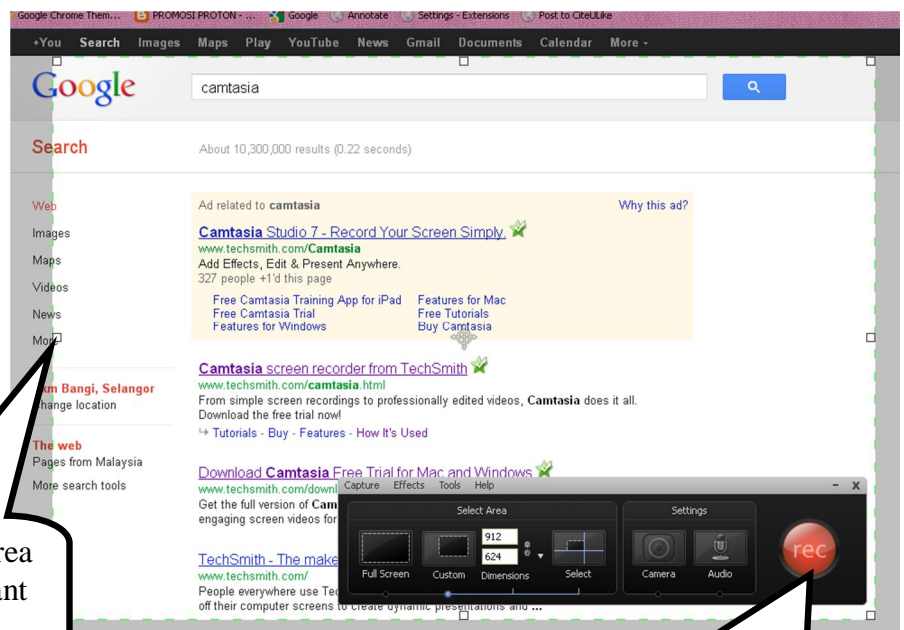 Google Chrome Them... PROMOSI PROTON - ... Google Annotate Settings - Extensions Post to CiteULike
+You Search Images Maps Play YouTube News Gmail Documents Calendar More
Google camtasia
Search About 10,300,000 results (0.22 seconds)
Web
Images
Maps
Videos
News
More
Bangi, Selangor
Change location
The web
Pages from Malaysia
More search tools
Ad related to camtasia Why this ad?
Camtasia Studio 7 - Record Your Screen Simply.
www.techsmith.com/Camtasia
Add Effects, Edit & Present Anywhere.
327 people +1'd this page
Free Camtasia Training App for iPad Features for Mac
Free Camtasia Trial Free Tutorials
Features for Windows Buy Camtasia
Camtasia screen recorder from TechSmith
www.techsmith.com/camtasia.html
From simple screen recordings to professionally edited videos, Camtasia does it all.
Download the free trial now!
Tutorials - Buy - Features - How It's Used
Download Camtasia Free Trial for Mac and Windows
www.techsmith.com/downl
Get the full version of Cam
engaging screen videos for
TechSmith - The make
www.techsmith.com/
People everywhere use Tec
off their computer screens to create dynamic presentations and ...
Capture Effects Tools Help
Select Area Settings
912
624
Full Screen Custom Dimensions Select Camera Audio
rec